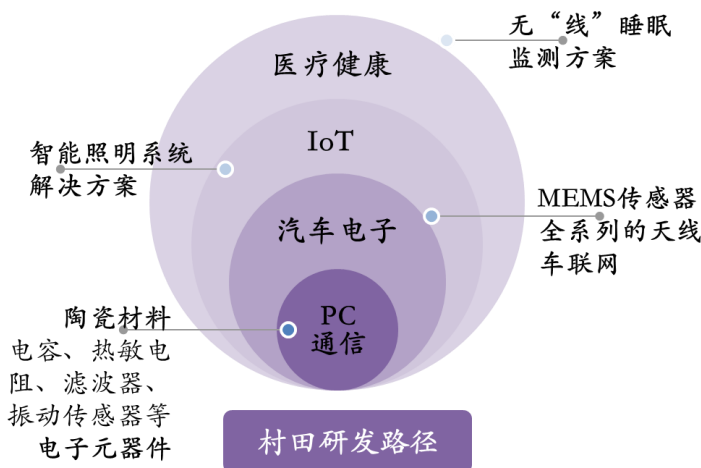 无“线”睡眠
监测方案
医疗健康
IoT
智能照明系统
解决方案
MEMS传感器
全系列的天线
车联网
汽车电子
陶瓷材料
电容、热敏电
阻、滤波器、
振动传感器等
电子元器件
PC
通信
村田研发路径